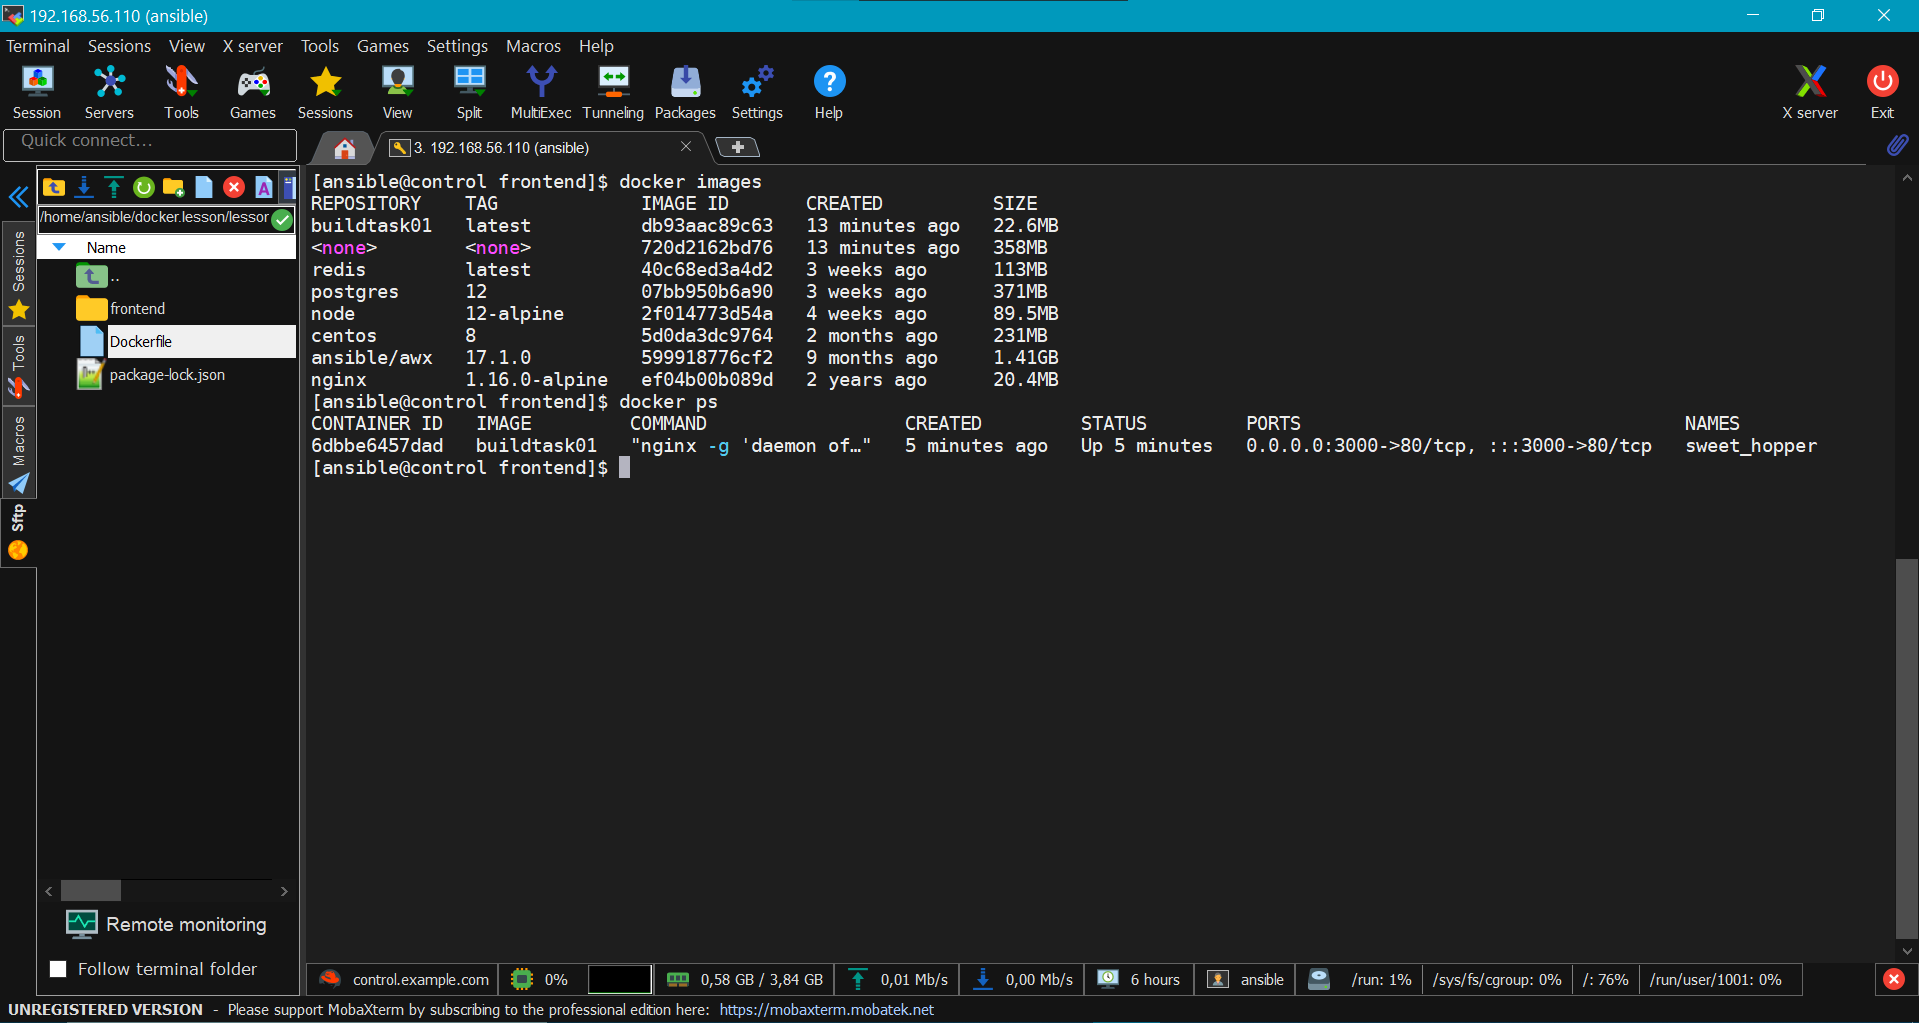 192.168.56.110 (ansible)
Terminal Sessions View X server Tools Games Settings Macros Help
Session Servers Tools Games Sessions View Split MultiExec Tunneling Packages Settings Help X server Exit
Quick connect...
3. 192.168.56.110 (ansible)
/home/ansible/docker.lesson/lessor
Name
..
frontend
Dockerfile
package-lock.json
Sessions
Tools
Macros
Sftp
[ansible@control frontend]$ docker images
REPOSITORY TAG IMAGE ID CREATED SIZE
buildtask01 latest db93aac89c63 13 minutes ago 22.6MB
<none> <none> 720d2162bd76 13 minutes ago 358MB
redis latest 40c68ed3a4d2 3 weeks ago 113MB
postgres 12 07bb950b6a90 3 weeks ago 371MB
node 12-alpine 2f014773d54a 4 weeks ago 89.5MB
centos 8 5d0da3dc9764 2 months ago 231MB
ansible/awx 17.1.0 599918776cf2 9 months ago 1.41GB
nginx 1.16.0-alpine ef04b00b089d 2 years ago 20.4MB
[ansible@control frontend]$ docker ps
CONTAINER ID IMAGE COMMAND CREATED STATUS PORTS NAMES
6dbbe6457dad buildtask01 "nginx -g 'daemon of…" 5 minutes ago Up 5 minutes 0.0.0.0:3000->80/tcp, :::3000->80/tcp sweet_hopper
[ansible@control frontend]$
Remote monitoring
Follow terminal folder
control.example.com 0% 0,58 GB / 3,84 GB 0,01 Mb/s 0,00 Mb/s 6 hours ansible /run: 1% /sys/fs/cgroup: 0% /: 76% /run/user/1001: 0%
UNREGISTERED VERSION - Please support MobaXterm by subscribing to the professional edition here: https://mobaxterm.mobatek.net